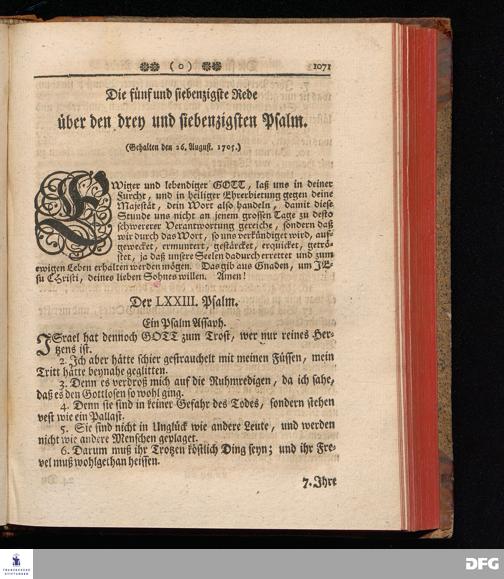 ( 0 ) 1071
Die fünf und siebenzigste Rede
über den drey und siebenzigsten Psalm.
(Gehalten den 26. August. 1705.)
EWiger und lebendiger GOTT, laß uns in deiner
Furcht, und in heiliger Ehrerbietung gegen deine
Majestät, dein Wort also handeln, damit diese
Stunde uns nicht an jenem grossen Tage zu desto
schwererer Verantwortung gereiche, sondern daß
wir durch das Wort, so uns verkündiget wird, auf-
gewecket, ermuntert, gestärcket, erquicket, getrö-
stet, ja daß unsere Seelen dadurch errettet und zum
ewigen Leben erhalten werden mögen. Das gib aus Gnaden, um JE-
su Christi, deines lieben Sohnes willen. Amen!
Der LXXIII. Psalm.
Ein Psalm Assaph.
JSrael hat dennoch GOTT zum Trost, wer nur reines Her-
tzens ist.
2. Jch aber hätte schier gestrauchelt mit meinen Füssen, mein
Tritt hätte beynahe geglitten.
3. Denn es verdroß mich auf die Ruhmredigen, da ich sahe,
daß es den Gottlosen so wohl ging.
4. Denn sie sind in keiner Gefahr des Todes, sondern stehen
vest wie ein Pallast.
5. Sie sind nicht in Unglück wie andere Leute, und werden
nicht wie andere Menschen geplaget.
6. Darum muß ihr Trotzen köstlich Ding seyn; und ihr Fre-
vel muß wohlgethan heissen.
7. Jhre
FRANCKESCHE
STIFTUNGEN
DFG